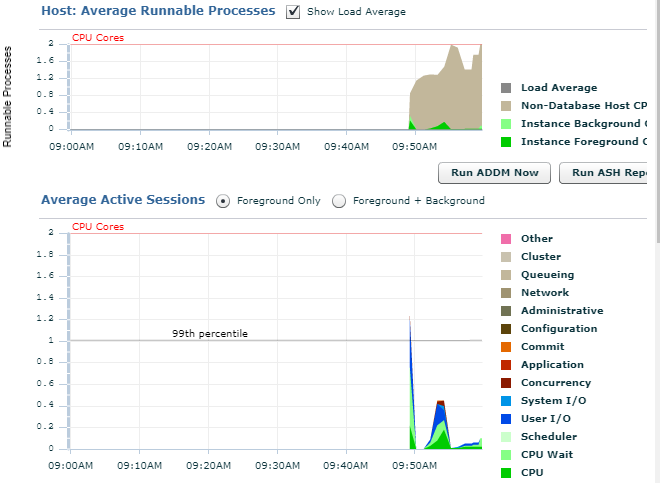 Host: Average Runnable Processes Show Load Average
Runnable Processes
CPU Cores
2
1.6
1.2
0.8
0.4
0
09:00AM 09:10AM 09:20AM 09:30AM 09:40AM 09:50AM
Load Average
Non-Database Host CP
Instance Background
Instance Foreground
Run ADDM Now Run ASH Repo
Average Active Sessions Foreground Only Foreground + Background
CPU Cores
2
1.8
1.6
1.4
1.2
1
0.8
0.6
0.4
0.2
0
99th percentile
09:00AM 09:10AM 09:20AM 09:30AM 09:40AM 09:50AM
Other
Cluster
Queueing
Network
Administrative
Configuration
Commit
Application
Concurrency
System I/O
User I/O
Scheduler
CPU Wait
CPU